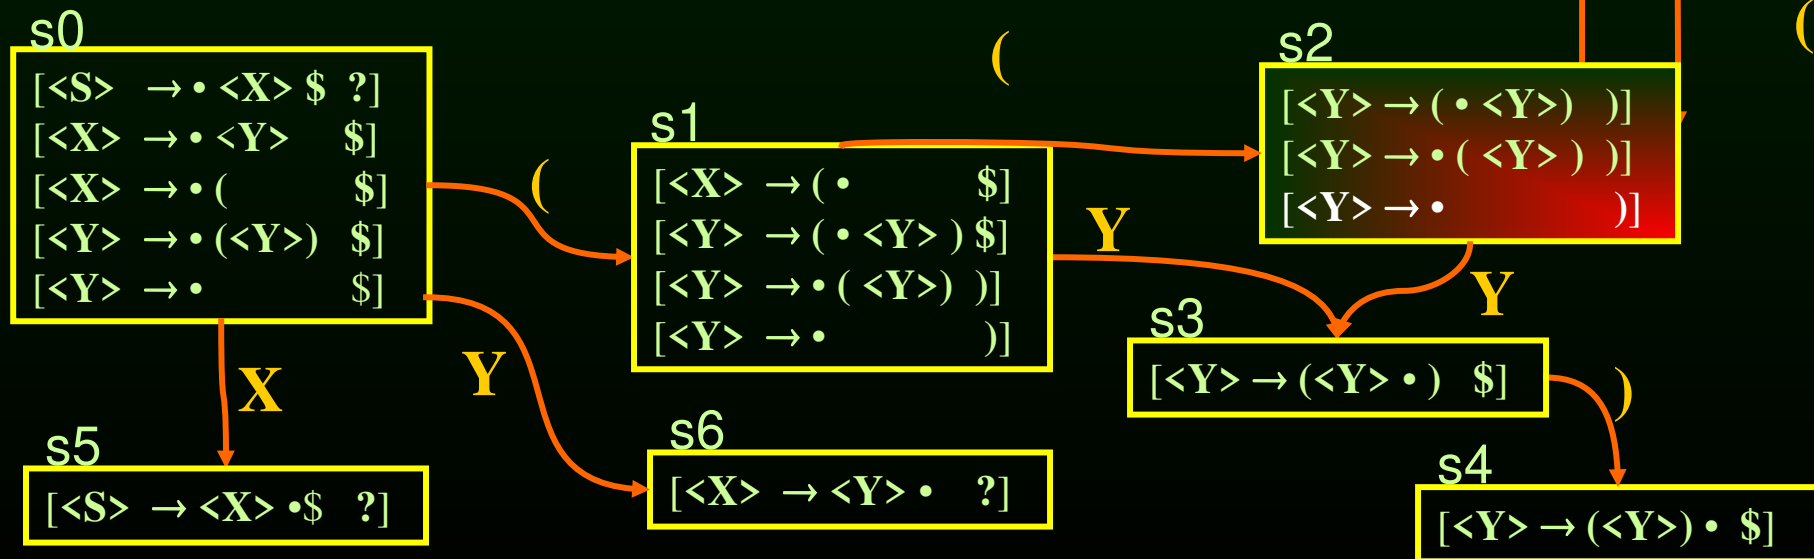 s0
[<S> → • <X> $ ?]
[<X> → • <Y> $]
[<X> → • ( $]
[<Y> → • (<Y>) $]
[<Y> → • $]
(
X
Y
s5
[<S> → <X> •$ ?]
s1
[<X> → ( • $]
[<Y> → ( • <Y> ) $]
[<Y> → • ( <Y>) )]
[<Y> → • )]
(
Y
s6
[<X> → <Y> • ?]
s2
[<Y> → ( • <Y>) )]
[<Y> → • ( <Y> ) )]
[<Y> → • )]
(
Y
s3
[<Y> → (<Y> • ) $]
)
s4
[<Y> → (<Y>) • $]